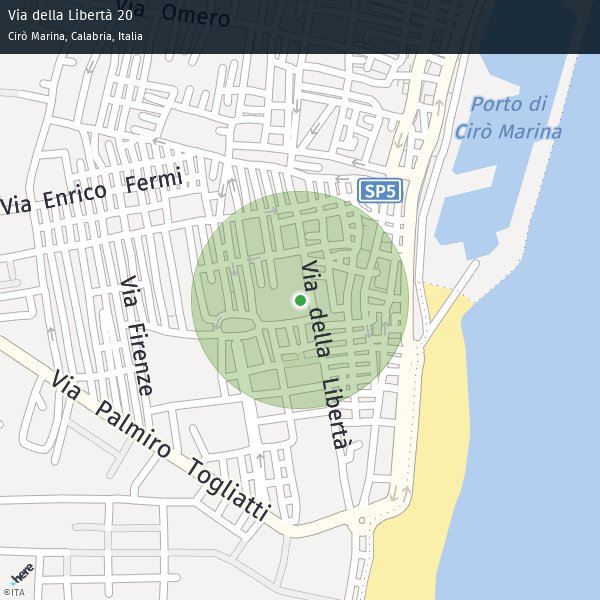 Via della Libertà 20
Cirò Marina, Calabria, Italia
Via Omero
Porto di
Cirò Marina
Via Enrico Fermi
SP5
Via della Libertà
Via Firenze
Via Palmiro Togliatti
here
©ITA